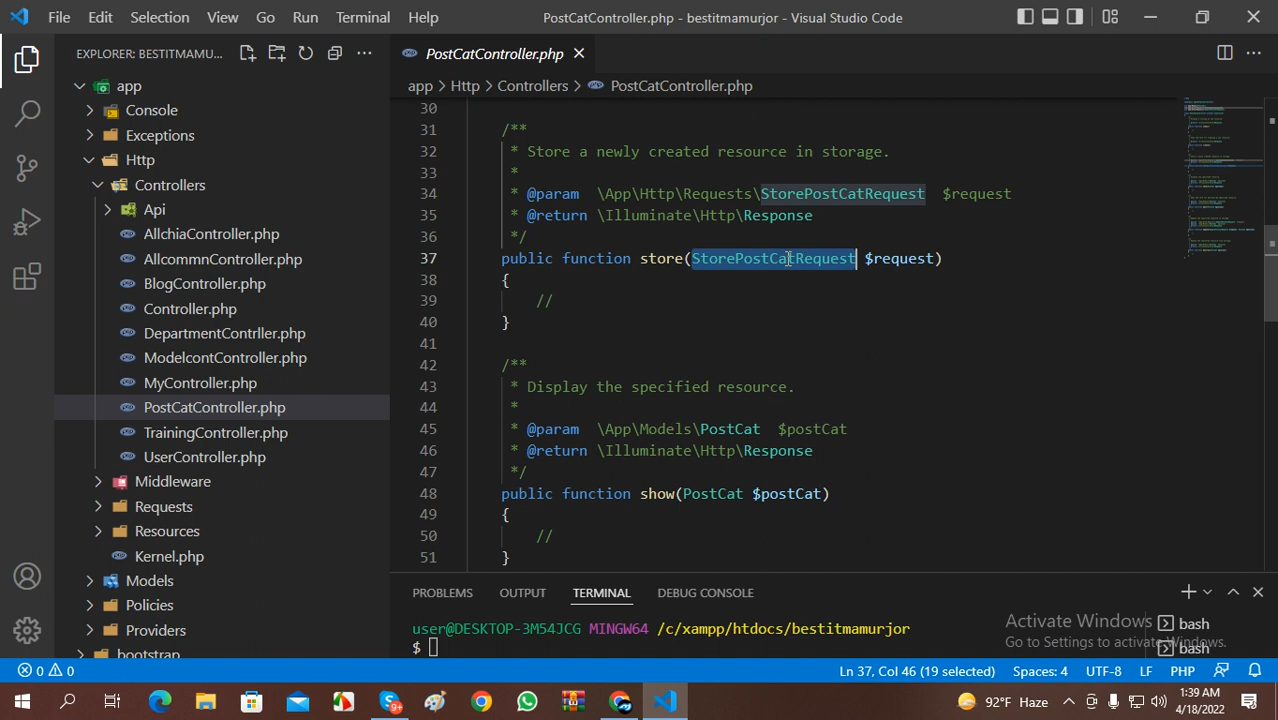 File Edit Selection View Go Run Terminal Help PostCatController.php - bestitmamurjor - Visual Studio Code
EXPLORER: BESTITMAMU...
PostCatController.php
app > Http > Controllers > PostCatController.php
app
Console
Exceptions
Http
Controllers
Api
AllchiaController.php
AllcommnController.php
BlogController.php
Controller.php
DepartmentContrller.php
ModelcontController.php
MyController.php
PostCatController.php
TrainingController.php
UserController.php
Middleware
Requests
Resources
Kernel.php
Models
Policies
Providers
bootstrap
30
31 /**
32 * Store a newly created resource in storage.
33 *
34 * @param \App\Http\Requests\StorePostCatRequest $request
35 * @return \Illuminate\Http\Response
36 */
37 public function store(StorePostCatRequest $request)
38 {
39 //
40 }
41
42 /**
43 * Display the specified resource.
44 *
45 * @param \App\Models\PostCat $postCat
46 * @return \Illuminate\Http\Response
47 */
48 public function show(PostCat $postCat)
49 {
50 //
51 }
PROBLEMS OUTPUT TERMINAL DEBUG CONSOLE
user@DESKTOP-3M54JCG MINGW64 /c/xampp/htdocs/bestitmamurjor
$
bash
bash
Activate Windows
Go to Settings to activate Windows.
0 0 Ln 37, Col 46 (19 selected) Spaces: 4 UTF-8 LF PHP
9+ 92°F Haze 1:39 AM
4/18/2022